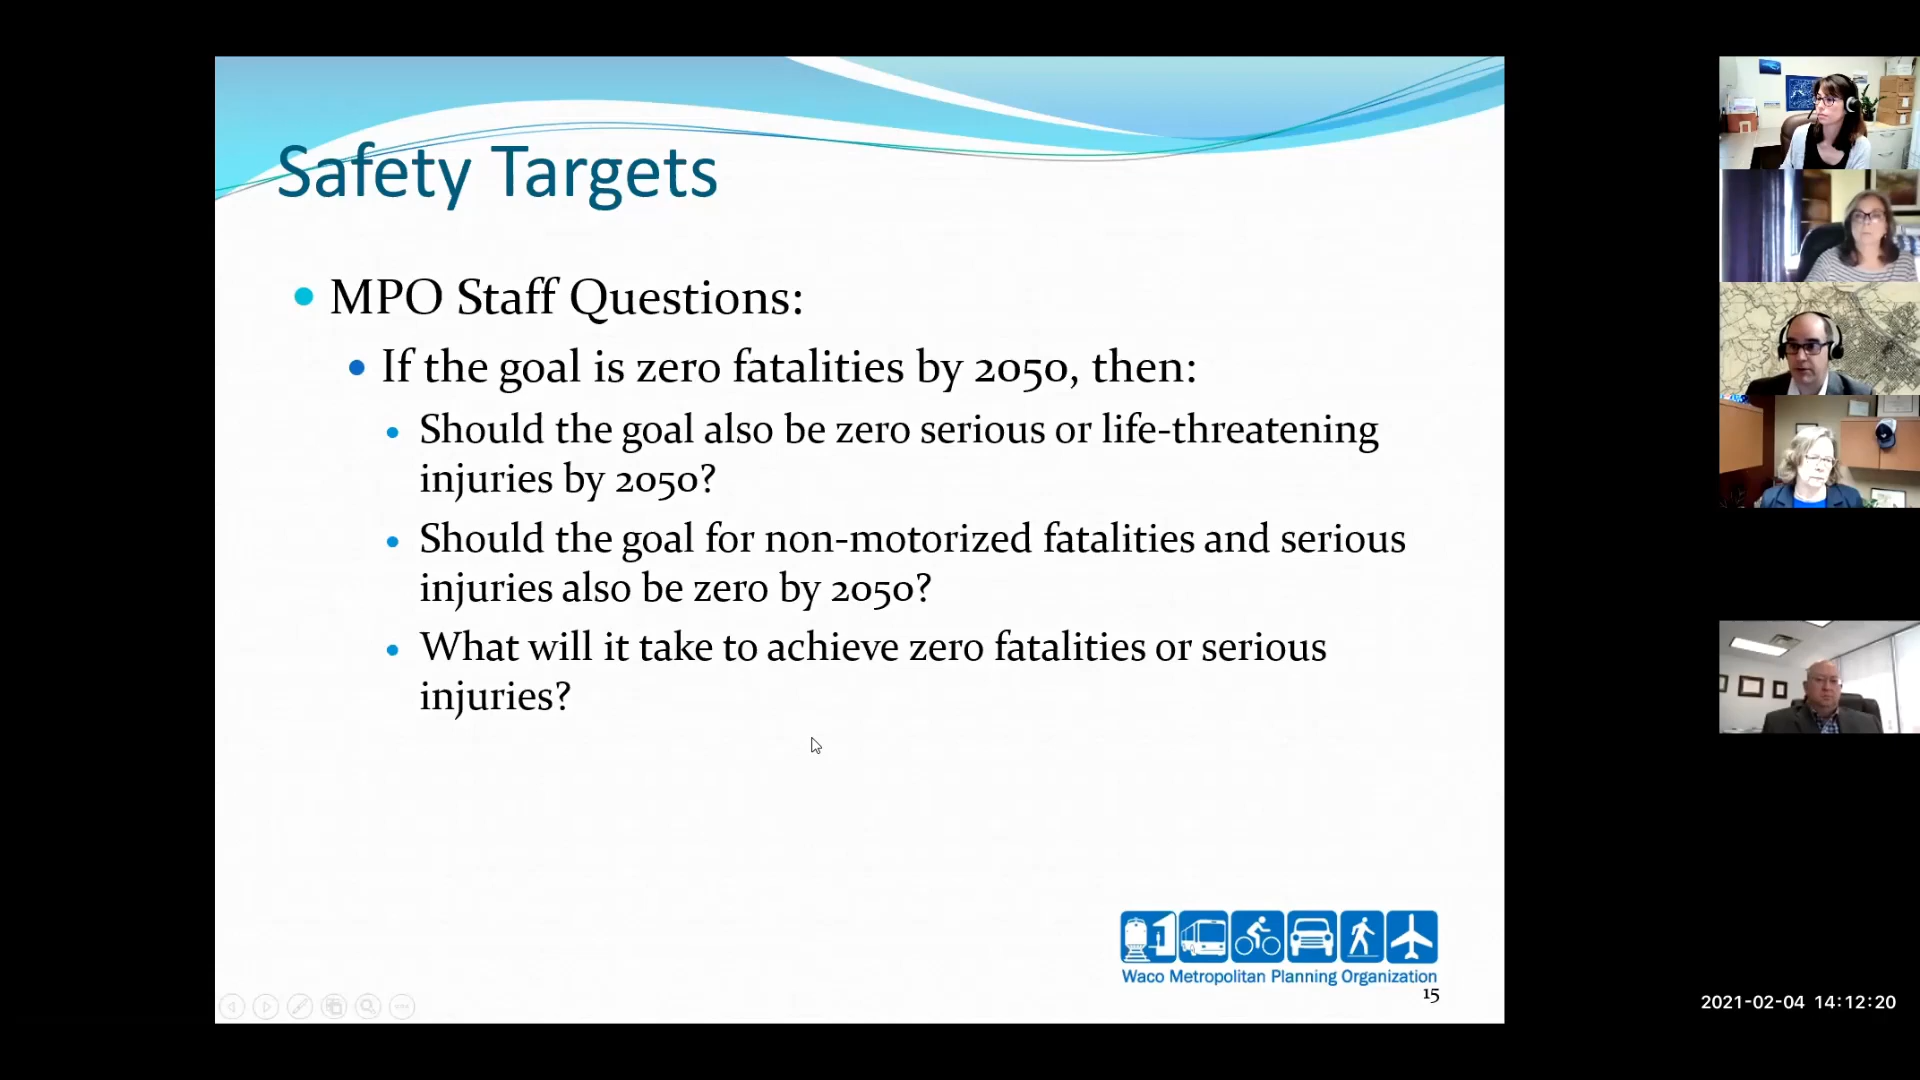 Safety Targets
MPO Staff Questions:
If the goal is zero fatalities by 2050, then:
Should the goal also be zero serious or life-threatening
injuries by 2050?
Should the goal for non-motorized fatalities and serious
injuries also be zero by 2050?
What will it take to achieve zero fatalities or serious
injuries?
Waco Metropolitan Planning Organization
15
2021-02-04 14:12:20